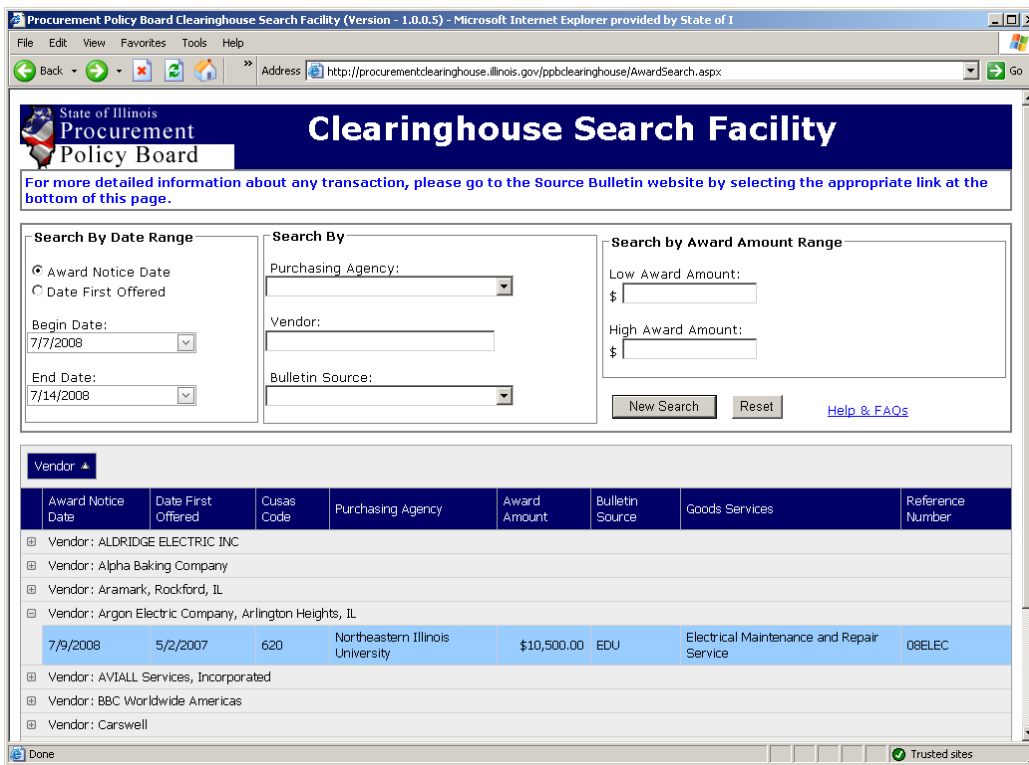 Procurement Policy Board Clearinghouse Search Facility (Version - 1.0.0.5) - Microsoft Internet Explorer provided by State of I
File Edit View Favorites Tools Help
Back » Address http://procurementclearinghouse.illinois.gov/ppbclearinghouse/AwardSearch.aspx Go
State of Illinois
Procurement
Policy Board
Clearinghouse Search Facility
For more detailed information about any transaction, please go to the Source Bulletin website by selecting the appropriate link at the
bottom of this page.
Search By Date Range
Award Notice Date
Date First Offered
Begin Date:
7/7/2008
End Date:
7/14/2008
Search By
Purchasing Agency:
Vendor:
Bulletin Source:
Search by Award Amount Range
Low Award Amount:
$
High Award Amount:
$
New Search Reset Help & FAQs
Vendor
Award Notice Date First Cusas Purchasing Agency Award Bulletin Goods Services Reference
Date Offered Code Amount Source Number
Vendor: ALDRIDGE ELECTRIC INC
Vendor: Alpha Baking Company
Vendor: Aramark, Rockford, IL
Vendor: Argon Electric Company, Arlington Heights, IL
7/9/2008 5/2/2007 620 Northeastern Illinois $10,500.00 EDU Electrical Maintenance and Repair 08ELEC
University Service
Vendor: AVIALL Services, Incorporated
Vendor: BBC Worldwide Americas
Vendor: Carswell
Done Trusted sites